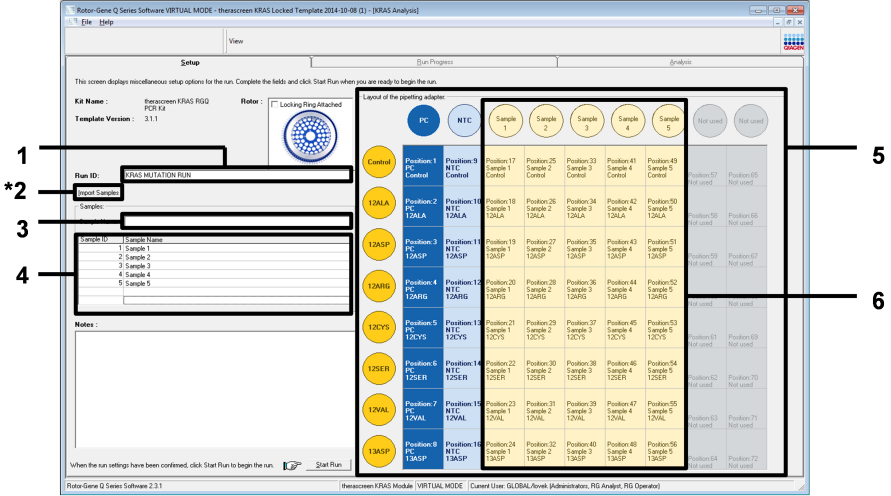 Rotor-Gene Q Series Software VIRTUAL MODE - therascreen KRAS Locked Template 2014-10-08 (1) - [KRAS Analysis]
File Help
View
QIAGEN
Setup
Run Progress
Analysis
This screen displays miscellaneous setup options for the run. Complete the fields and click Start Run when you are ready to begin the run.
Kit Name : therascreen KRAS RGQ
PCR Kit
Template Version : 3.1.1
Rotor :
Locking Ring Attached
Layout of the pipetting adapter
PC NTC Sample 1 Sample 2 Sample 3 Sample 4 Sample 5 Not used Not used
1
*2
3
4
5
6
Run ID: KRAS MUTATION RUN
Import Samples
Samples:
Sample ID Sample Name
1 Sample 1
2 Sample 2
3 Sample 3
4 Sample 4
5 Sample 5
Notes :
When the run settings have been confirmed, click Start Run to begin the run.
Start Run
Control
Position:1 Position:9 Position:17 Position:25 Position:33 Position:41 Position:49
PC NTC Sample 1 Sample 2 Sample 3 Sample 4 Sample 5 Position:57 Position:65
Control Control Control Control Control Control Control Not used Not used
12ALA
Position:2 Position:10 Position:18 Position:26 Position:34 Position:42 Position:50
PC NTC Sample 1 Sample 2 Sample 3 Sample 4 Sample 5 Position:58 Position:66
12ALA 12ALA 12ALA 12ALA 12ALA 12ALA 12ALA Not used Not used
12ASP
Position:3 Position:11 Position:19 Position:27 Position:35 Position:43 Position:51
PC NTC Sample 1 Sample 2 Sample 3 Sample 4 Sample 5 Position:59 Position:67
12ASP 12ASP 12ASP 12ASP 12ASP 12ASP 12ASP Not used Not used
12ARG
Position:4 Position:12 Position:20 Position:28 Position:36 Position:44 Position:52
PC NTC Sample 1 Sample 2 Sample 3 Sample 4 Sample 5
12ARG 12ARG 12ARG 12ARG 12ARG 12ARG 12ARG Not used Not used
12CYS
Position:5 Position:13 Position:21 Position:29 Position:37 Position:45 Position:53
PC NTC Sample 1 Sample 2 Sample 3 Sample 4 Sample 5 Position:61 Position:69
12CYS 12CYS 12CYS 12CYS 12CYS 12CYS 12CYS Not used Not used
12SER
Position:6 Position:14 Position:22 Position:30 Position:38 Position:46 Position:54
PC NTC Sample 1 Sample 2 Sample 3 Sample 4 Sample 5 Position:62 Position:70
12SER 12SER 12SER 12SER 12SER 12SER 12SER Not used Not used
12VAL
Position:7 Position:15 Position:23 Position:31 Position:39 Position:47 Position:55
PC NTC Sample 1 Sample 2 Sample 3 Sample 4 Sample 5 Position:63 Position:71
12VAL 12VAL 12VAL 12VAL 12VAL 12VAL 12VAL Not used Not used
13ASP
Position:8 Position:16 Position:24 Position:32 Position:40 Position:48 Position:56
PC NTC Sample 1 Sample 2 Sample 3 Sample 4 Sample 5 Position:64 Position:72
13ASP 13ASP 13ASP 13ASP 13ASP 13ASP 13ASP Not used Not used
Rotor-Gene Q Series Software 2.3.1
therascreen KRAS Module VIRTUAL MODE Current User: GLOBAL/lovek (Administrators, RG Analyst, RG Operator)